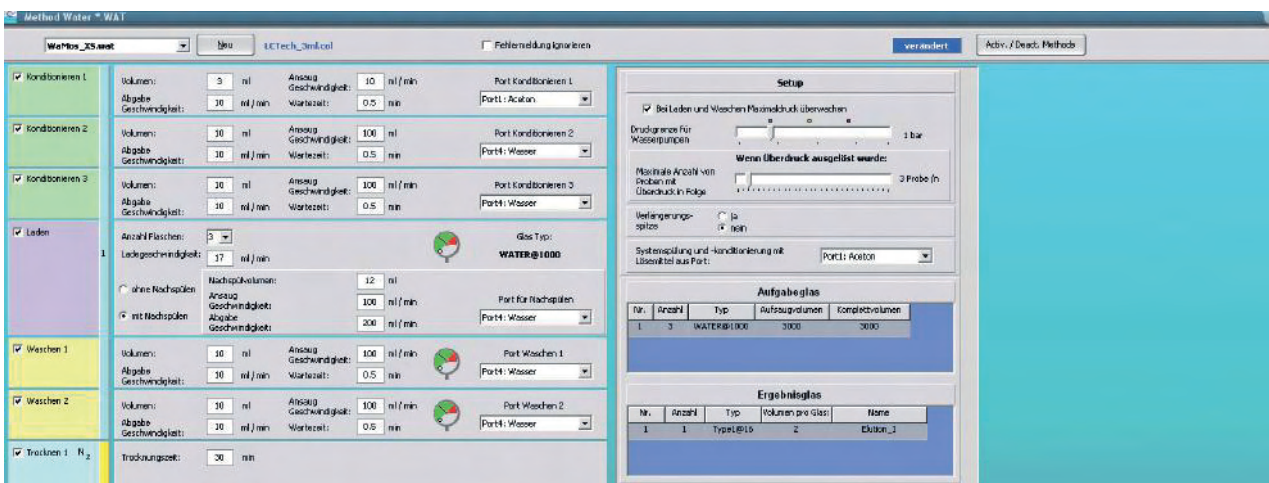 Method Water *.WAT
WaMos_XS.wat Neu LCTech_3ml.col Fehlermeldung ignorieren verändert Activ. / Deact. Methods
Konditionieren 1
Volumen: 3 ml Ansaug Geschwindigkeit: 10 ml/min Port Konditionieren 1
Abgabe Geschwindigkeit: 10 ml/min Wartezeit: 0.5 min Port1: Aceton
Konditionieren 2
Volumen: 10 ml Ansaug Geschwindigkeit: 100 ml/min Port Konditionieren 2
Abgabe Geschwindigkeit: 10 ml/min Wartezeit: 0.5 min Port4: Wasser
Konditionieren 3
Volumen: 10 ml Ansaug Geschwindigkeit: 100 ml/min Port Konditionieren 3
Abgabe Geschwindigkeit: 10 ml/min Wartezeit: 0.5 min Port4: Wasser
Laden
1
Anzahl Flaschen: 3 Glas Typ:
Ladegeschwindigkeit: 17 ml/min WATER@1000
ohne Nachspülen
mit Nachspülen
Nachspülvolumen: 12 ml
Ansaug Geschwindigkeit: 100 ml/min Port für Nachspülen
Abgabe Geschwindigkeit: 200 ml/min Port4: Wasser
Waschen 1
Volumen: 10 ml Ansaug Geschwindigkeit: 100 ml/min Port Waschen 1
Abgabe Geschwindigkeit: 10 ml/min Wartezeit: 0.5 min Port4: Wasser
Waschen 2
Volumen: 10 ml Ansaug Geschwindigkeit: 100 ml/min Port Waschen 2
Abgabe Geschwindigkeit: 10 ml/min Wartezeit: 0.5 min Port4: Wasser
Trocknen 1 N2
Trocknungszeit: 30 min
Setup
Bei Laden und Waschen Maximaldruck überwachen
Druckgrenze für
Wasserpumpen 1 bar
Wenn Überdruck ausgelöst wurde:
Maximale Anzahl von
Proben mit
Überdruck in Folge 3 Probe/n
Verlängerungs-
spitze
ja
nein
Systemspülung und -konditionierung mit
Lösemittel aus Port: Port1: Aceton
Aufgabeglas
Nr. Anzahl Typ Aufsaugvolumen Komplettvolumen
1 3 WATER@1000 3000 3000
Ergebnisglas
Nr. Anzahl Typ Volumen pro Glas: Name
1 1 Type1@16 2 Elution_1